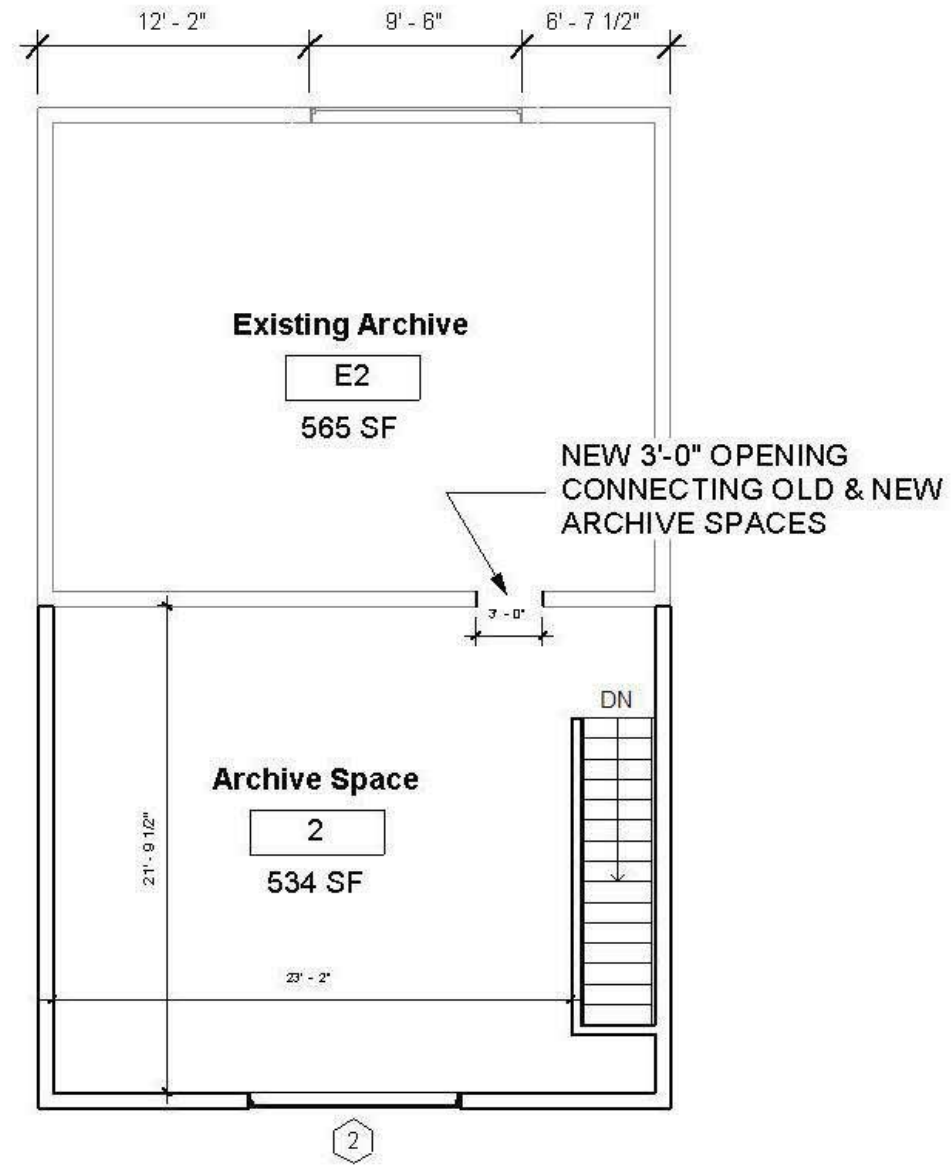 12' - 2" 9' - 6" 6' - 7 1/2"
Existing Archive
E2
565 SF
NEW 3'-0" OPENING
CONNECTING OLD & NEW
ARCHIVE SPACES
3' - 0"
DN
Archive Space
2
534 SF
21' - 9 1/2"
23' - 2"
2